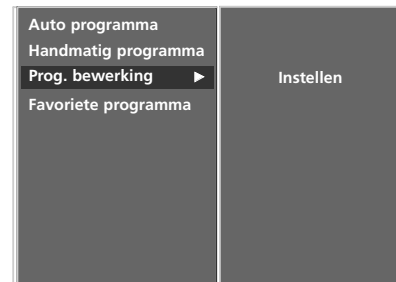 Auto programma
Handmatig programma
Prog. bewerking ▶
Instellen
Favoriete programma